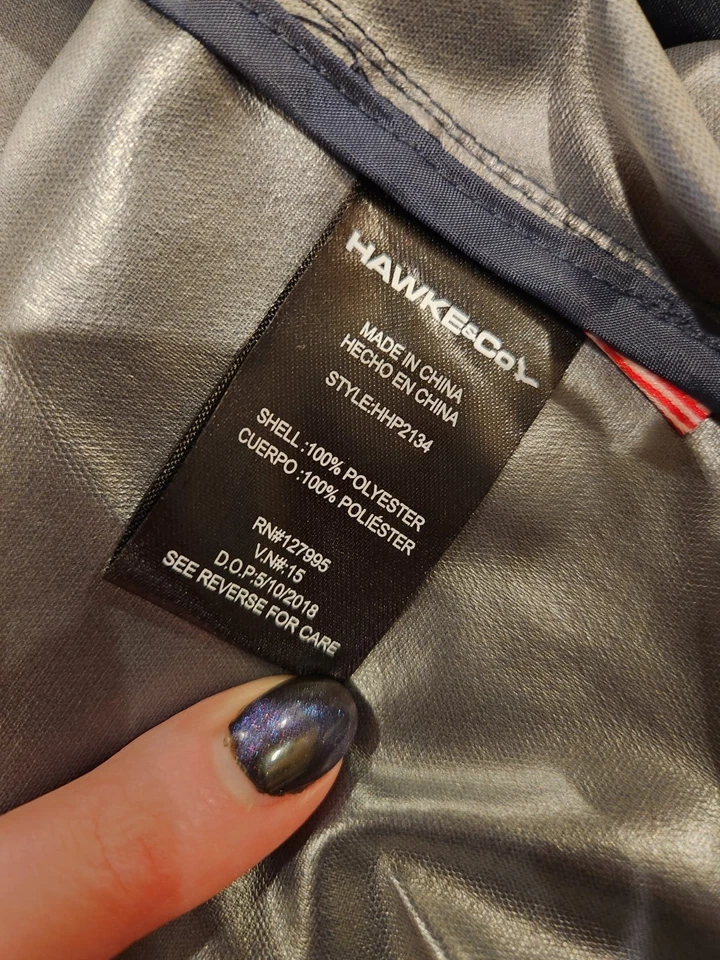 HAWKE&Co
MADE IN CHINA
HECHO EN CHINA
STYLE:HHP2134
SHELL :100% POLYESTER
CUERPO :100% POLIÉSTER
RN#127995
V.N#:15
D.O.P:5/10/2018
SEE REVERSE FOR CARE